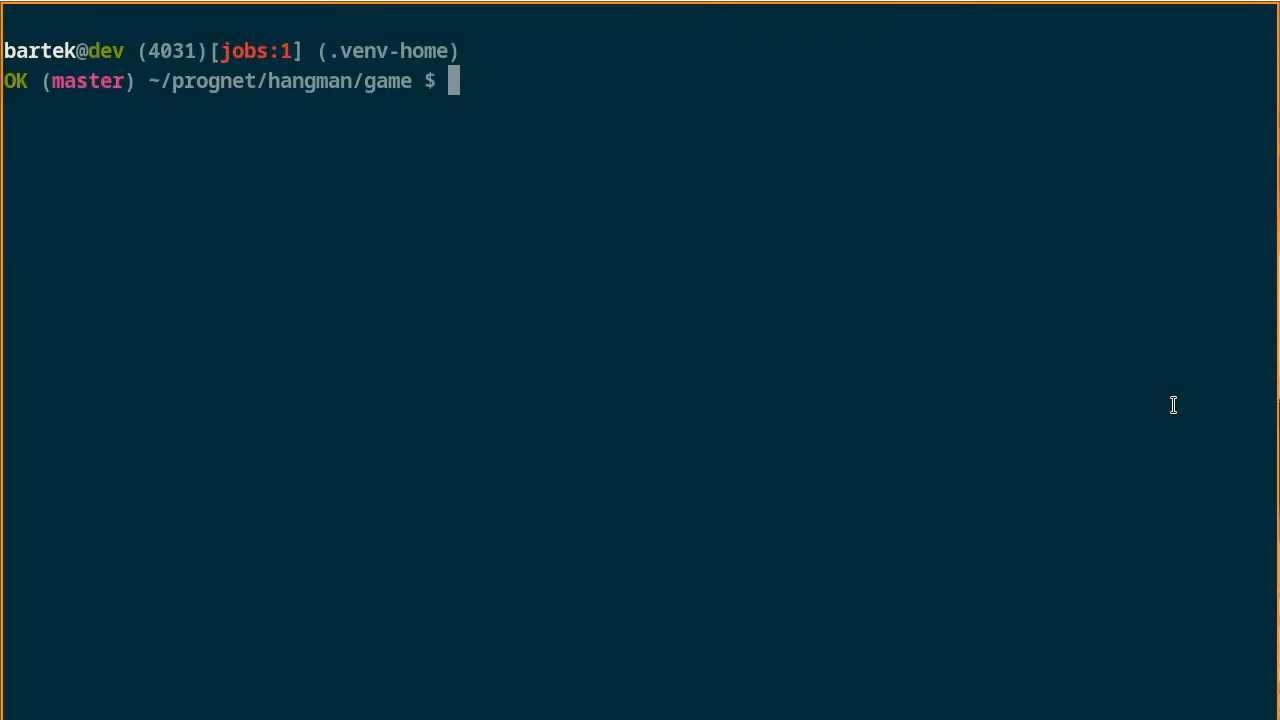 bartek@dev (4031)[jobs:1] (.venv-home)
OK (master) ~/prognet/hangman/game $